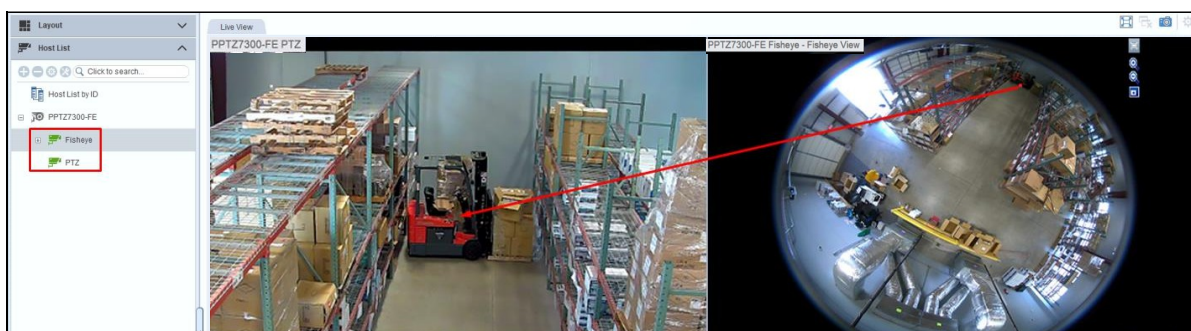 Layout
Live View
Host List
PPTZ7300-FE PTZ
PPTZ7300-FE Fisheye - Fisheye View
Click to search...
Host List by ID
PPTZ7300-FE
Fisheye
PTZ